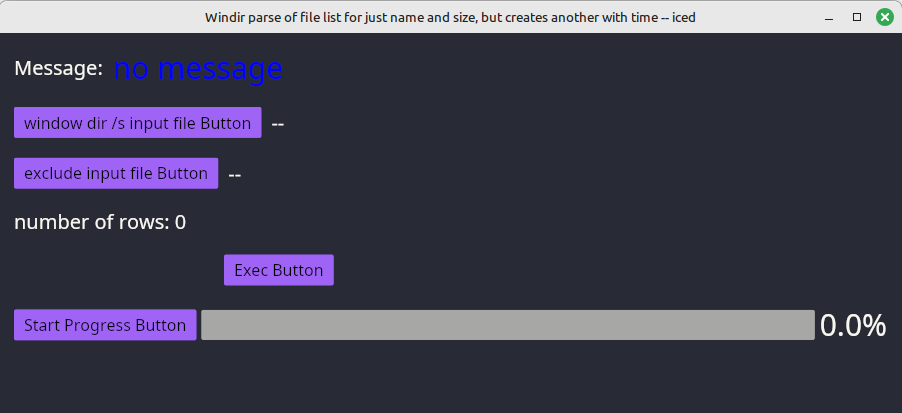 Windir parse of file list for just name and size, but creates another with time -- iced
Message: no message
window dir /s input file Button --
exclude input file Button --
number of rows: 0
Exec Button
Start Progress Button 0.0%